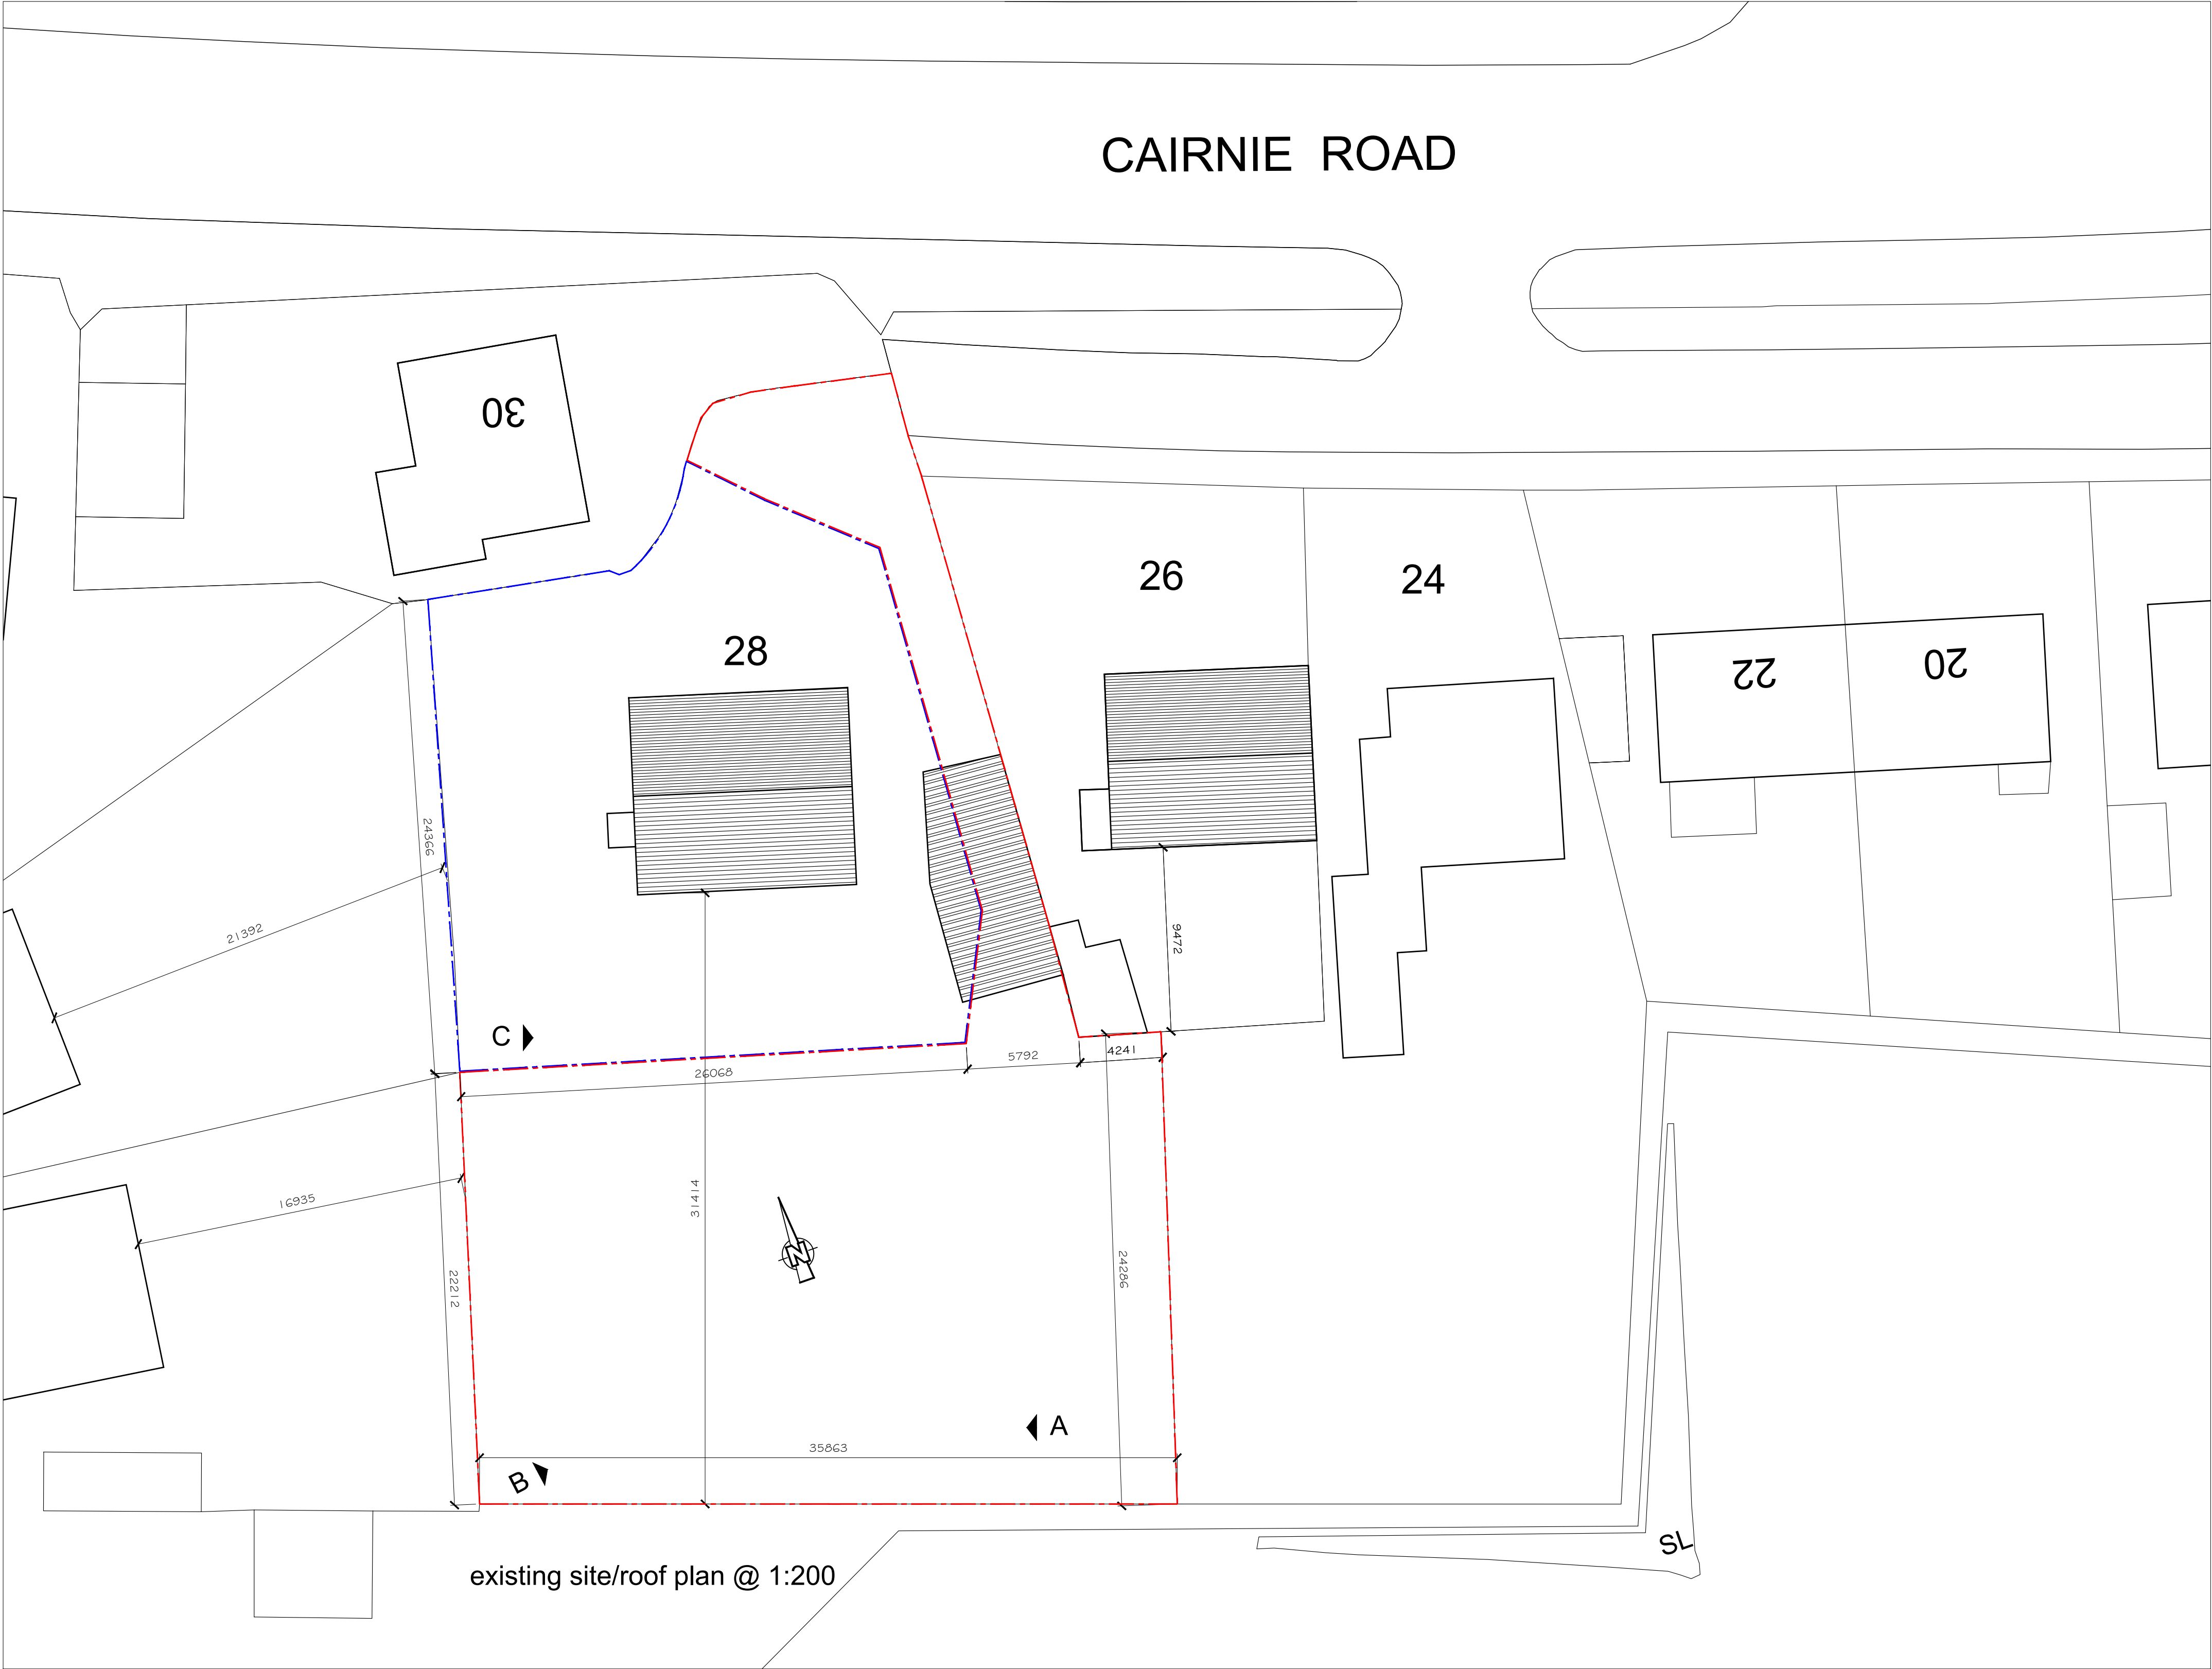 CAIRNIE ROAD
30
26
24
28
22
20
24366
21392
9472
C
5792
4241
26068
16935
31414
N
22212
24286
A
35863
B
SL
existing site/roof plan @ 1:200